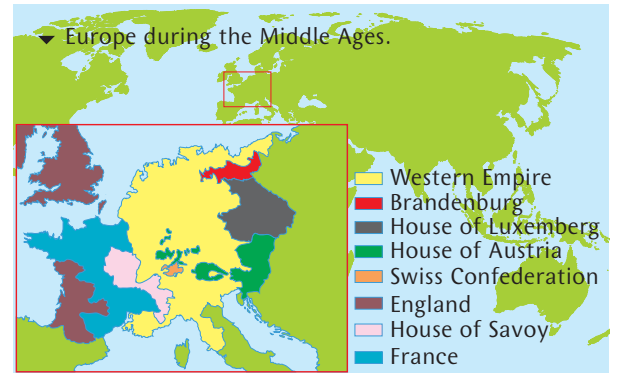 Europe during the Middle Ages.
Western Empire
Brandenburg
House of Luxemberg
House of Austria
Swiss Confederation
England
House of Savoy
France